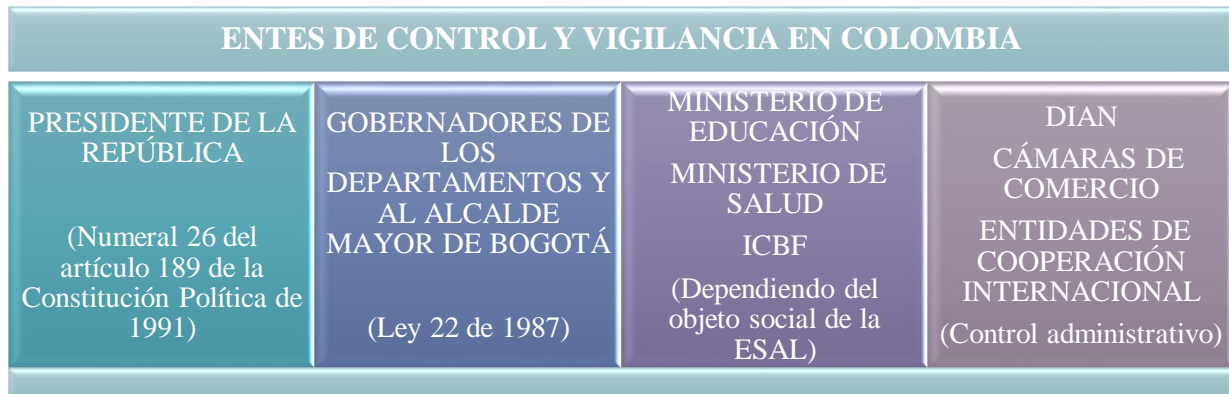 ENTES DE CONTROL Y VIGILANCIA EN COLOMBIA
PRESIDENTE DE LA
REPÚBLICA
(Numeral 26 del
artículo 189 de la
Constitución Política de
1991)
GOBERNADORES DE
LOS
DEPARTAMENTOS Y
AL ALCALDE
MAYOR DE BOGOTÁ
(Ley 22 de 1987)
MINISTERIO DE
EDUCACIÓN
MINISTERIO DE
SALUD
ICBF
(Dependiendo del
objeto social de la
ESAL)
DIAN
CÁMARAS DE
COMERCIO
ENTIDADES DE
COOPERACIÓN
INTERNACIONAL
(Control administrativo)